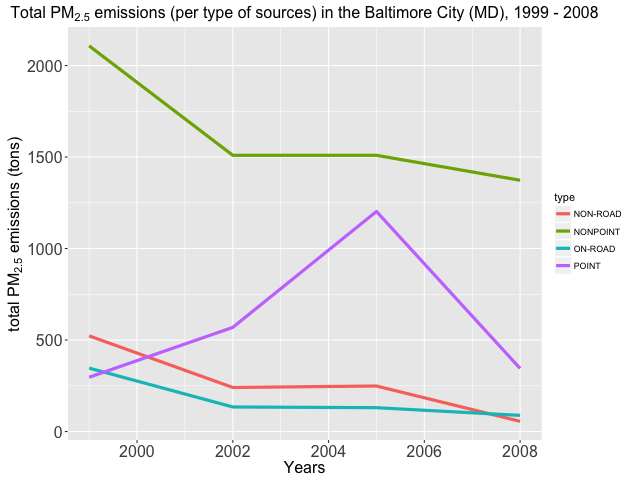 Total PM2.5 emissions (per type of sources) in the Baltimore City (MD), 1999 - 2008
total PM2.5 emissions (tons)
2000
1500
1000
500
0
2000 2002 2004 2006 2008
Years
type
NON-ROAD
NONPOINT
ON-ROAD
POINT